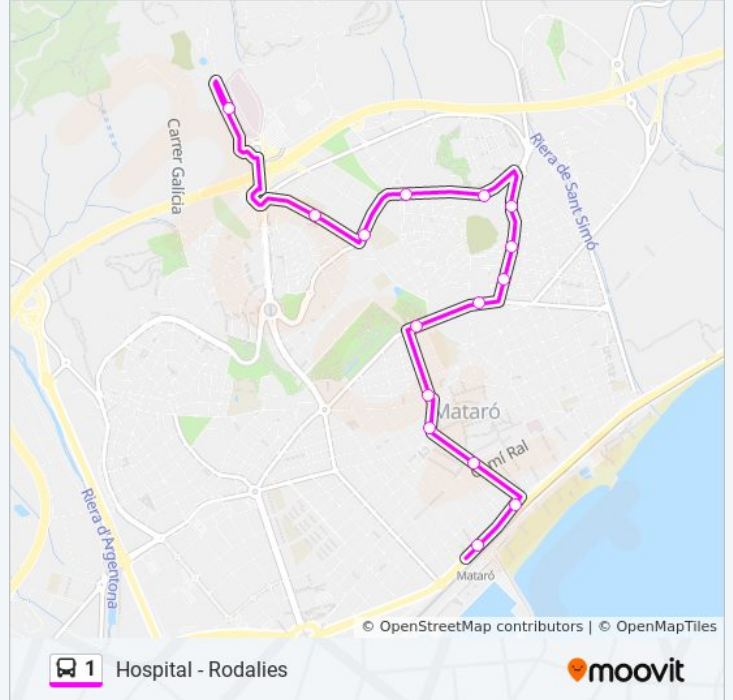 Carrer Galícia
Riera de Sant Simó
Mataró
Camí Ral
Riera d'Argentona
Mataró
© OpenStreetMap contributors | © OpenMapTiles
1 Hospital - Rodalies
moovit